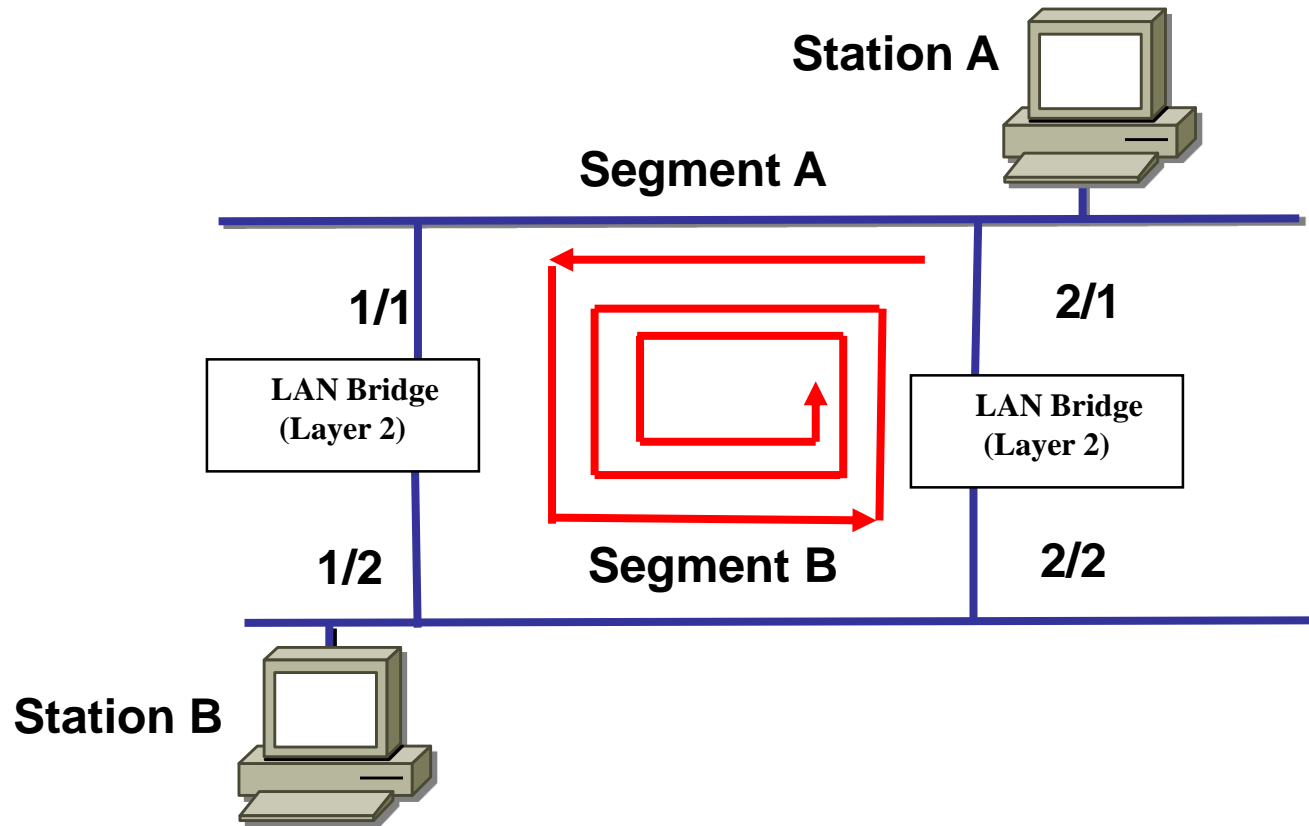 Station A
Segment A
1/1
2/1
LAN Bridge
(Layer 2)
LAN Bridge
(Layer 2)
1/2
Segment B
2/2
Station B